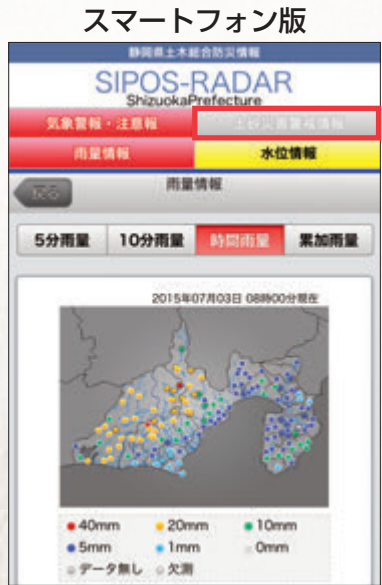 スマートフォン版
静岡県土木総合防災情報
SIPOS-RADAR
ShizuokaPrefecture
気象警報・注意報 土砂災害警戒情報
雨量情報 水位情報
戻る 雨量情報
5分雨量 10分雨量 時間雨量 累加雨量
2015年07月03日 08時00分現在
40mm 20mm 10mm
5mm 1mm 0mm
データ無し 欠測